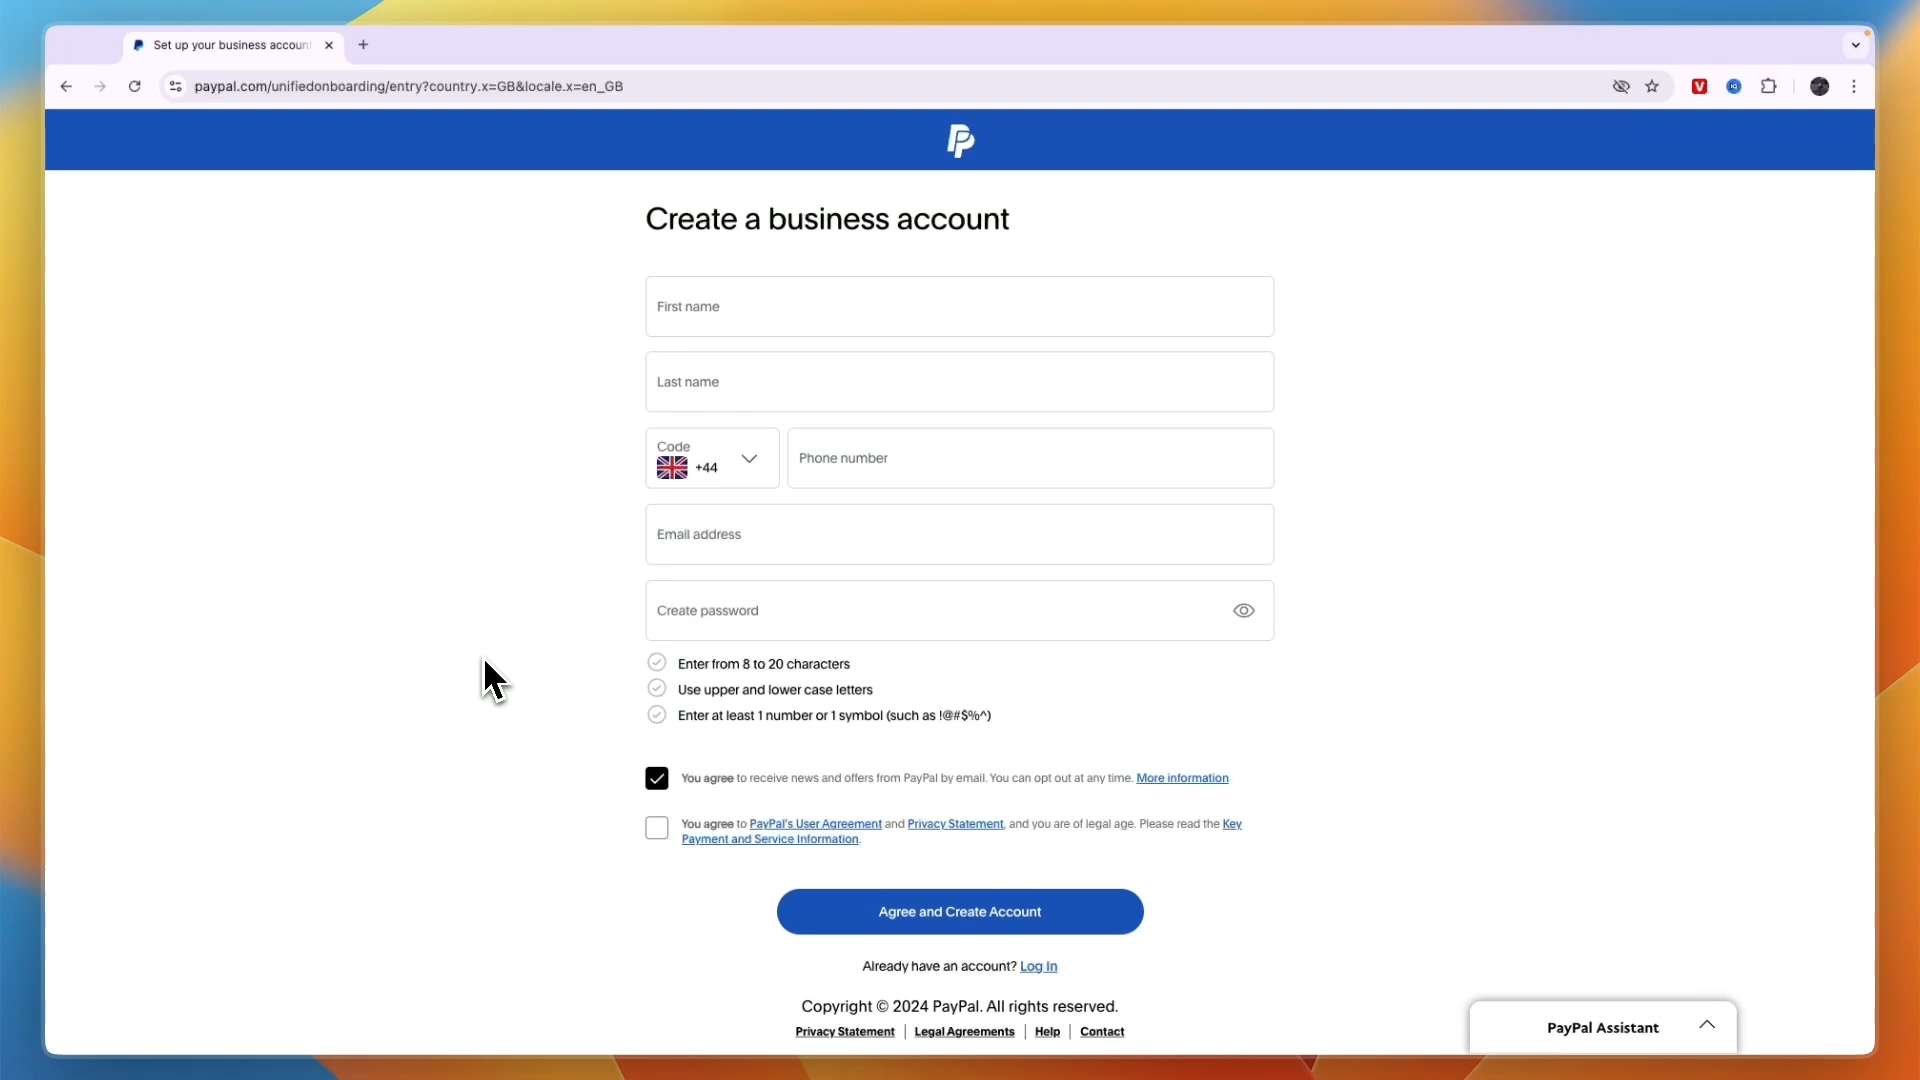 Set up your business accoun
paypal.com/unifiedonboarding/entry?country.x=GB&locale.x=en_GB
Create a business account
First name
Last name
Code
+44
Phone number
Email address
Create password
Enter from 8 to 20 characters
Use upper and lower case letters
Enter at least 1 number or 1 symbol (such as !@#$%^)
You agree to receive news and offers from PayPal by email. You can opt out at any time. More information
You agree to PayPal's User Agreement and Privacy Statement, and you are of legal age. Please read the Key
Payment and Service Information.
Agree and Create Account
Already have an account? Log In
Copyright © 2024 PayPal. All rights reserved.
Privacy Statement | Legal Agreements | Help | Contact
PayPal Assistant